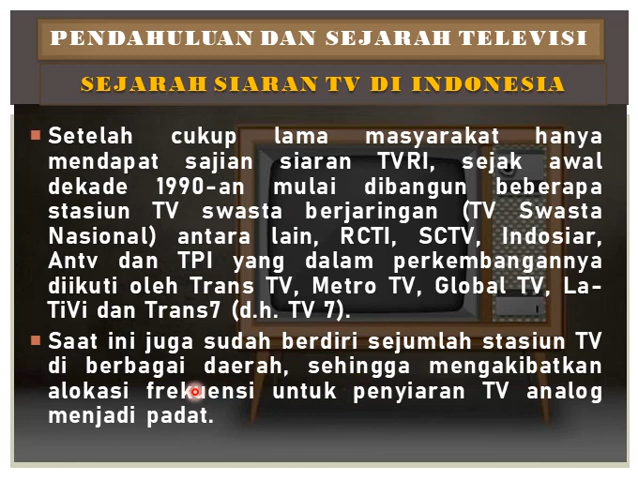 PENDAHULUAN DAN SEJARAH TELEVISI
SEJARAH SIARAN TV DI INDONESIA
Setelah cukup lama masyarakat hanya
mendapat sajian siaran TVRI, sejak awal
dekade 1990-an mulai dibangun beberapa
stasiun TV swasta berjaringan (TV Swasta
Nasional) antara lain, RCTI, SCTV, Indosiar,
Antv dan TPI yang dalam perkembangannya
diikuti oleh Trans TV, Metro TV, Global TV, La-
TiVi dan Trans7 (d.h. TV 7).
Saat ini juga sudah berdiri sejumlah stasiun TV
di berbagai daerah, sehingga mengakibatkan
alokasi frekuensi untuk penyiaran TV analog
menjadi padat.